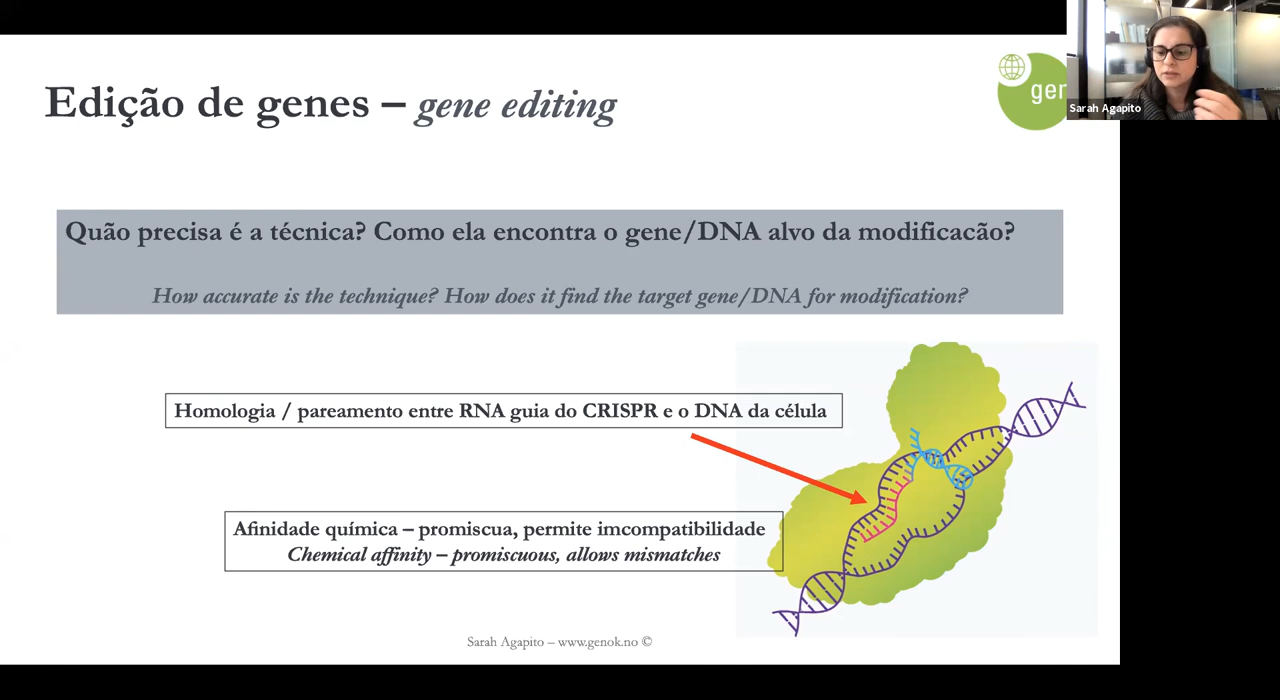 Edição de genes – gene editing
gen
Sarah Agapito
Quão precisa é a técnica? Como ela encontra o gene/DNA alvo da modificacão?
How accurate is the technique? How does it find the target gene/DNA for modification?
Homologia / pareamento entre RNA guia do CRISPR e o DNA da célula
Afinidade química – promiscua, permite imcompatibilidade
Chemical affinity – promiscuous, allows mismatches
Sarah Agapito – www.genok.no ©